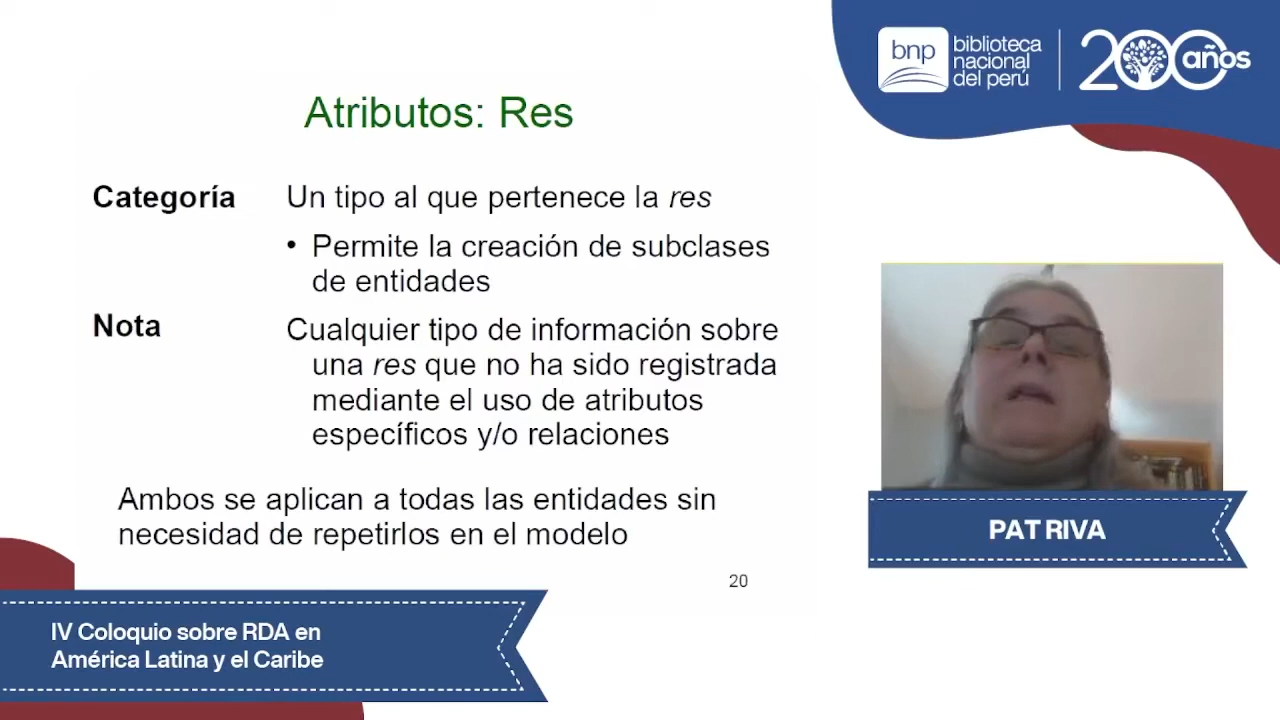 bnp
biblioteca
nacional
del perú
200 años
Atributos: Res
Categoría
Un tipo al que pertenece la res
• Permite la creación de subclases
de entidades
Nota
Cualquier tipo de información sobre
una res que no ha sido registrada
mediante el uso de atributos
específicos y/o relaciones
Ambos se aplican a todas las entidades sin
necesidad de repetirlos en el modelo
20
PAT RIVA
IV Coloquio sobre RDA en
América Latina y el Caribe